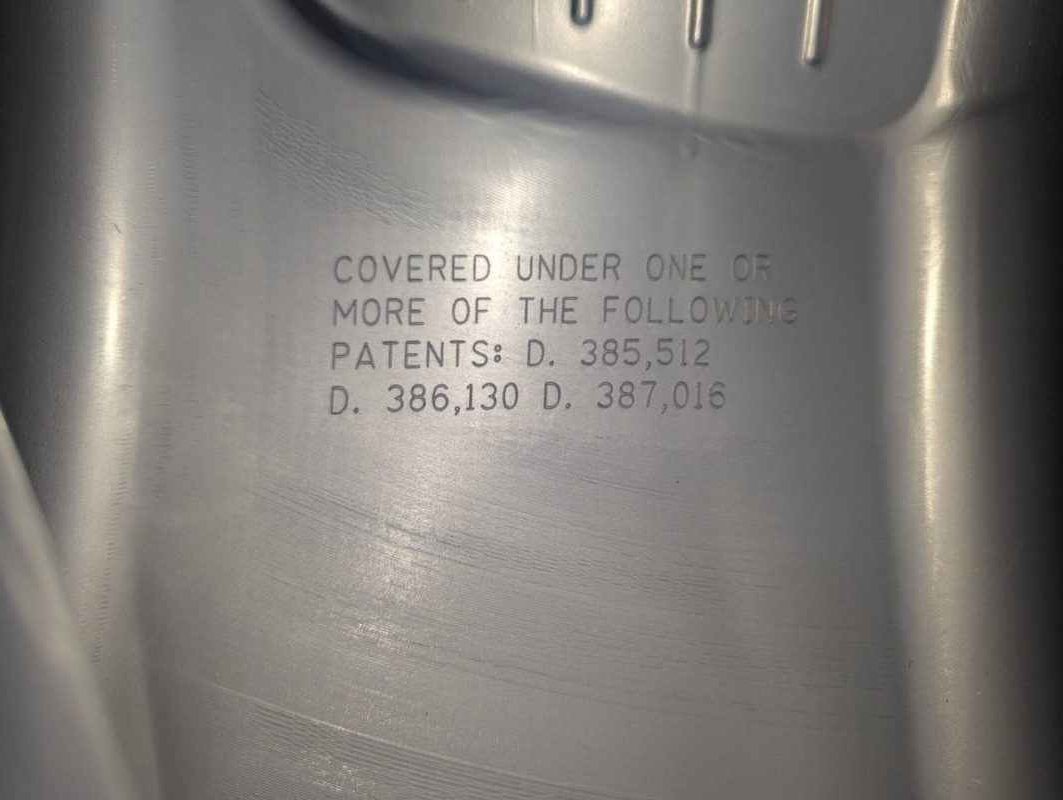 COVERED UNDER ONE OR
MORE OF THE FOLLOWING
PATENTS: D. 385,512
D. 386,130 D. 387,016